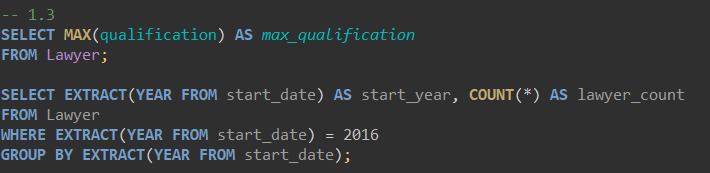 -- 1.3
SELECT MAX(qualification) AS max_qualification
FROM Lawyer;
SELECT EXTRACT(YEAR FROM start_date) AS start_year, COUNT(*) AS lawyer_count
FROM Lawyer
WHERE EXTRACT(YEAR FROM start_date) = 2016
GROUP BY EXTRACT(YEAR FROM start_date);